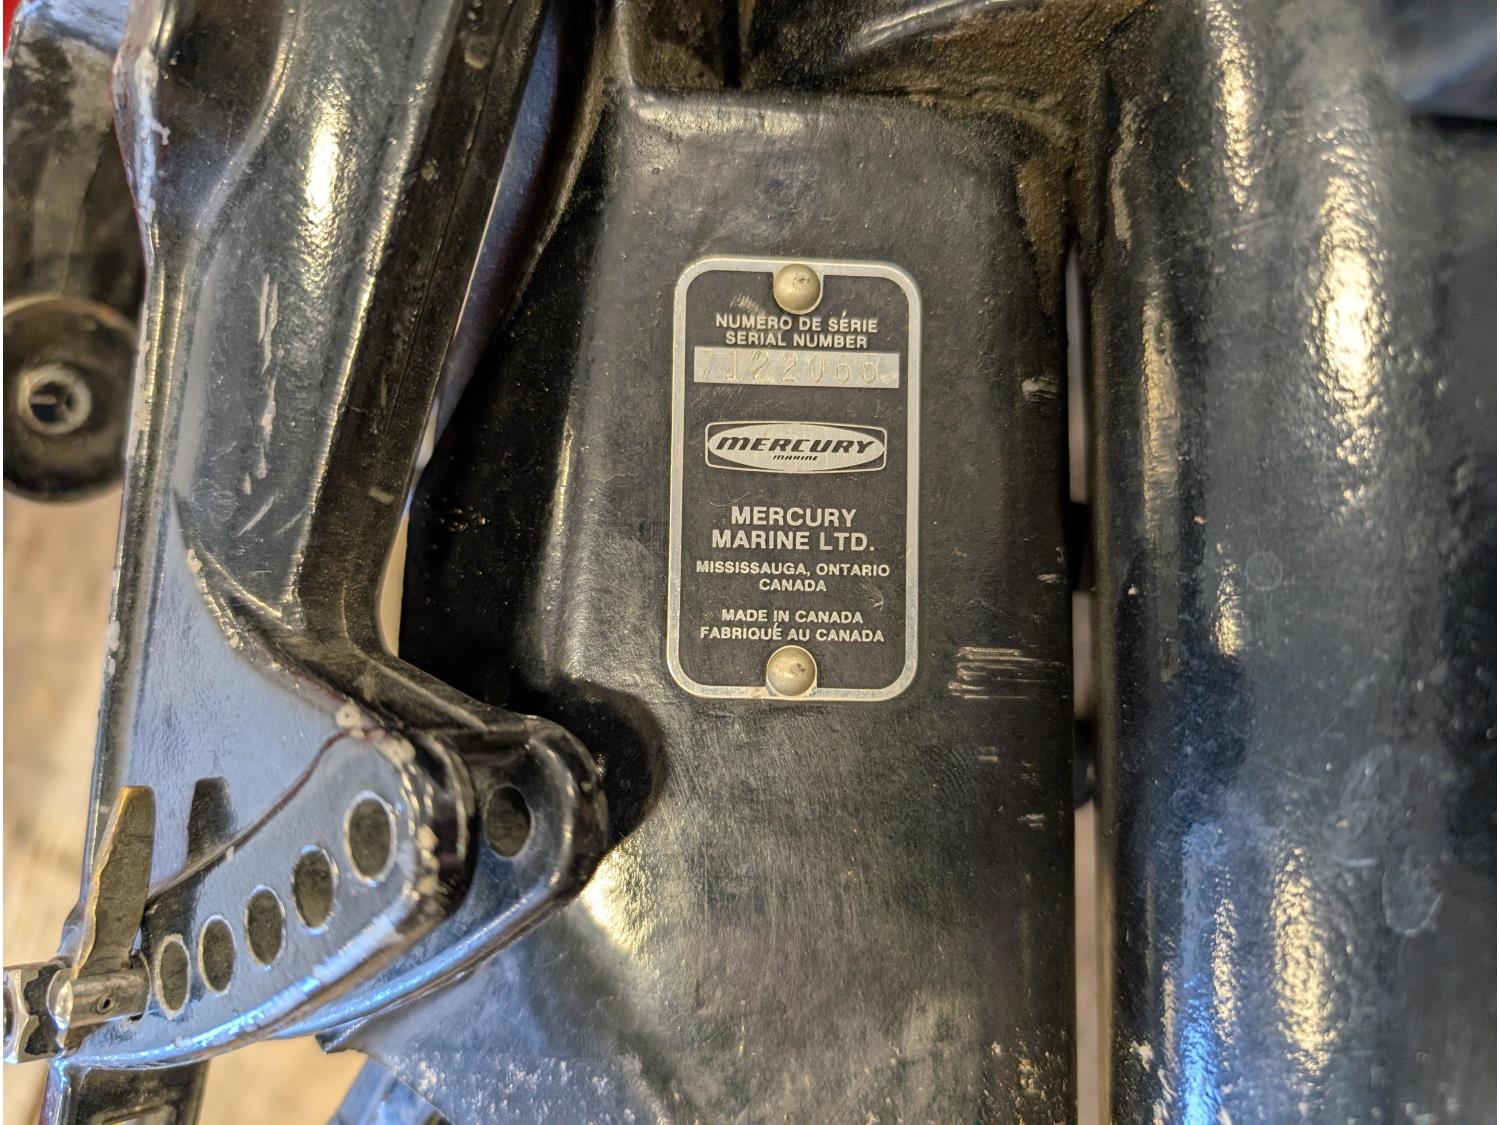 NUMÉRO DE SÉRIE
SERIAL NUMBER
7122065
MERCURY
MARINE
MERCURY
MARINE LTD.
MISSISSAUGA, ONTARIO
CANADA
MADE IN CANADA
FABRIQUÉ AU CANADA